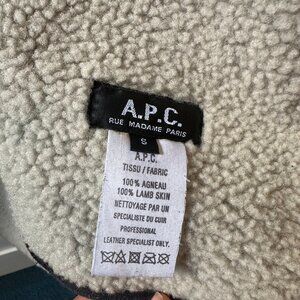 A.P.C.
RUE MADAME PARIS
S
A.P.C.
TISSU / FABRIC
100% AGNEAU
100% LAMB SKIN
NETTOYAGE PAR UN
SPECIALISTE DU CUIR
PROFESSIONAL
LEATHER SPECIALIST ONLY.